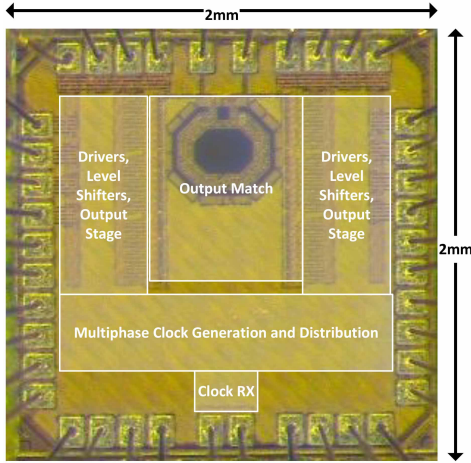 2mm
Drivers,
Level
Shifters,
Output
Stage
Output Match
Drivers,
Level
Shifters,
Output
Stage
2mm
Multiphase Clock Generation and Distribution
Clock RX